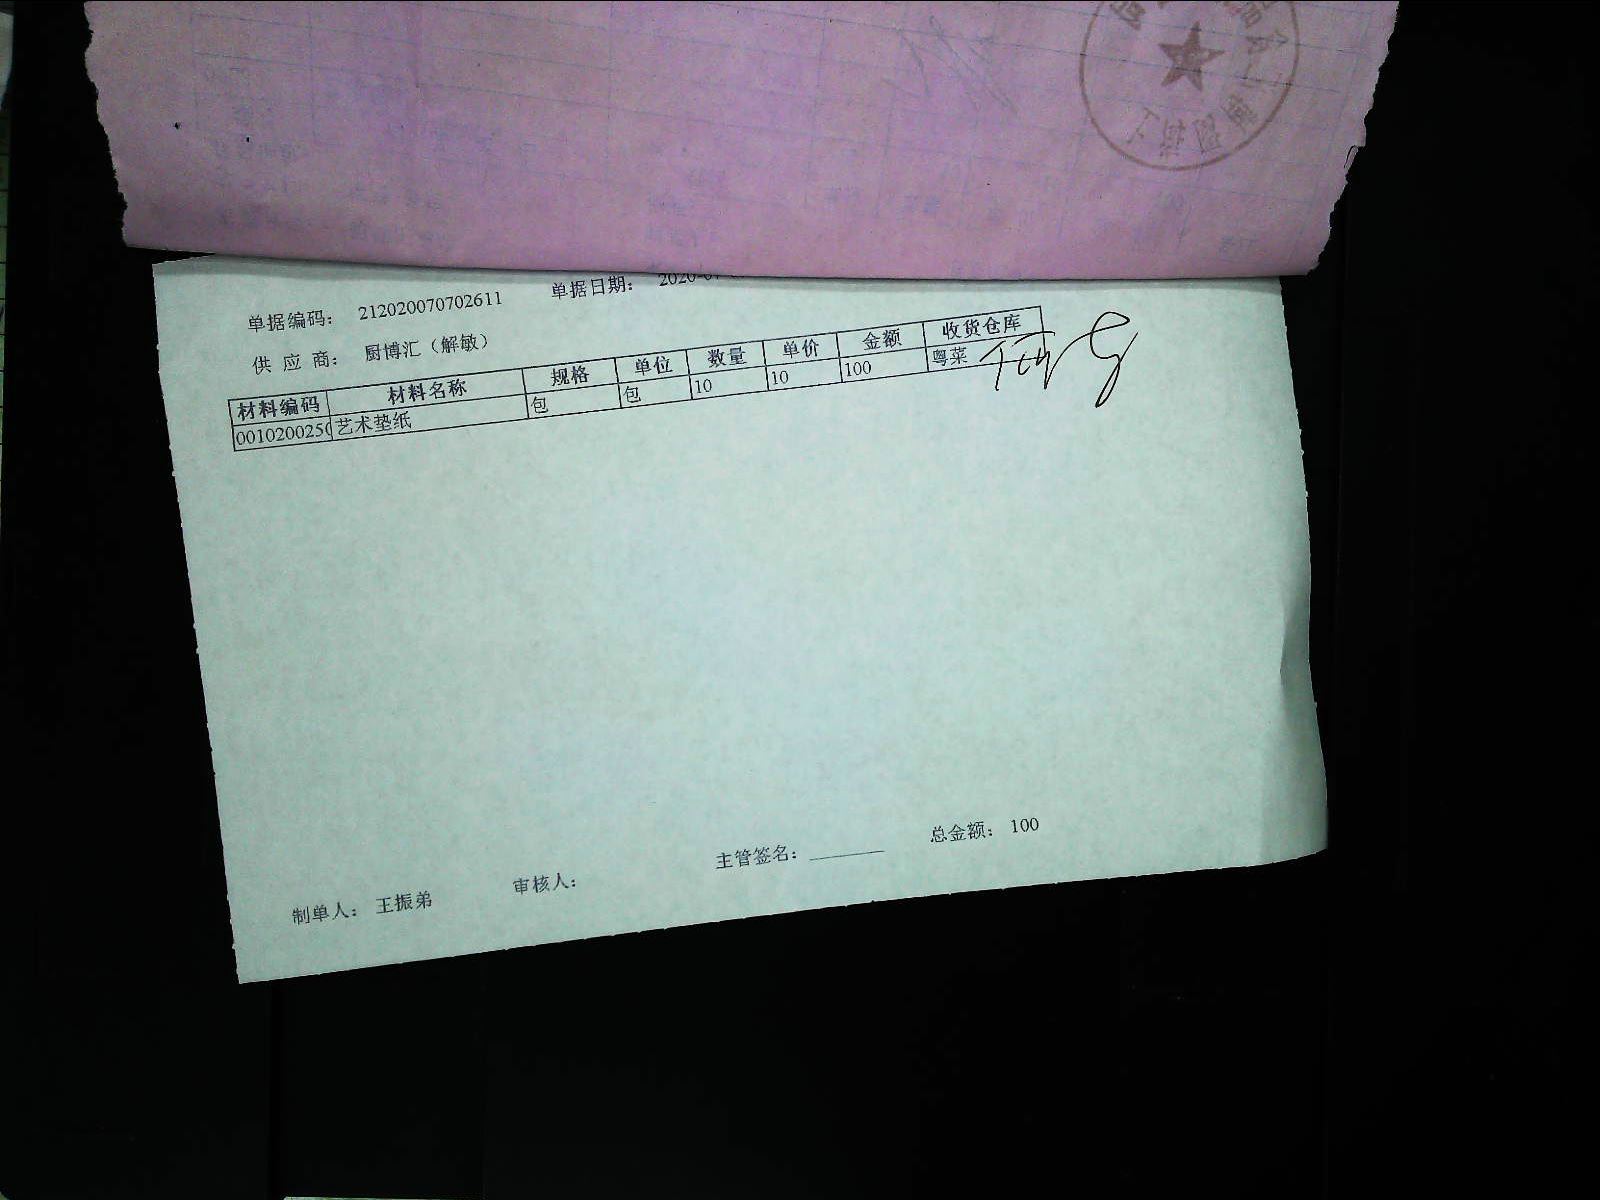 单据编码： 212020070702611 单据日期：
供 应 商： 厨博汇（解敏）
材料编码 材料名称 规格 单位 数量 单价 金额 收货仓库
001020025 艺术垫纸 包 包 10 10 100 粤菜
总金额： 100
主管签名：
制单人： 王振弟 审核人：